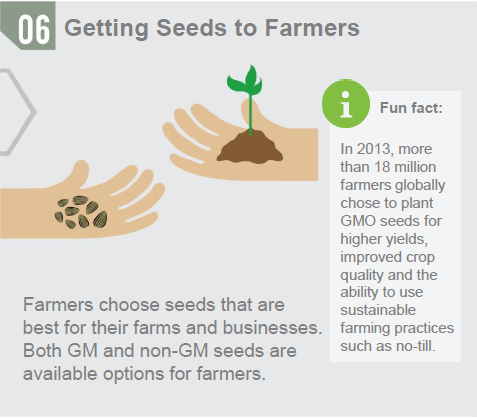 06 Getting Seeds to Farmers
i Fun fact:
In 2013, more
than 18 million
farmers globally
chose to plant
GMO seeds for
higher yields,
improved crop
quality and the
ability to use
sustainable
farming practices
such as no-till.
Farmers choose seeds that are
best for their farms and businesses.
Both GM and non-GM seeds are
available options for farmers.